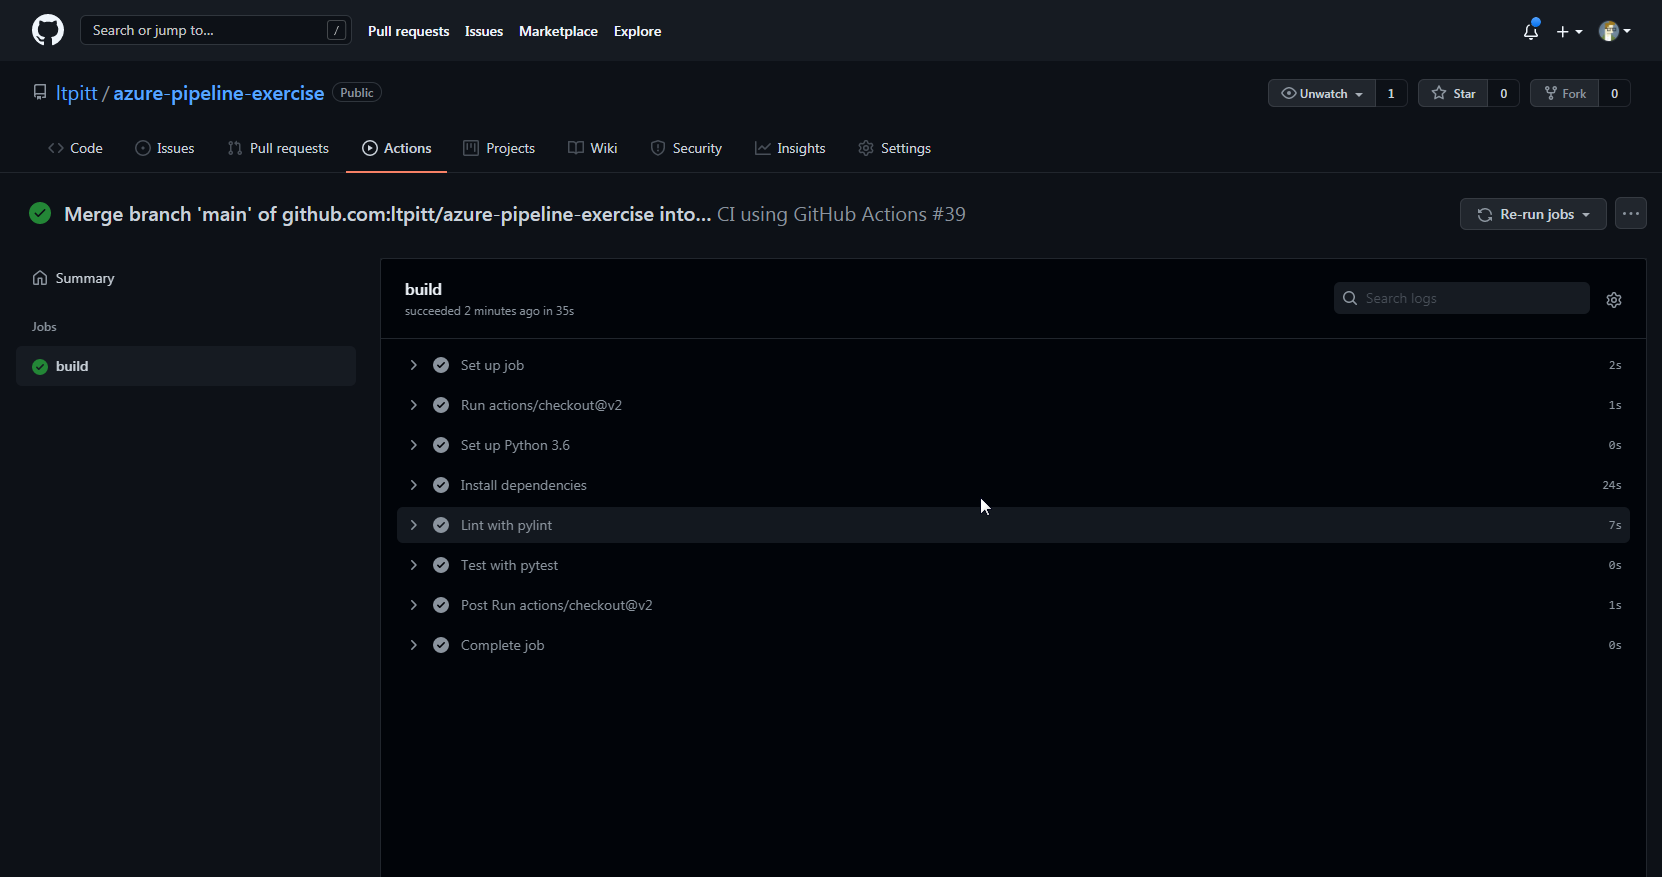 Search or jump to... / Pull requests Issues Marketplace Explore
ltpitt / azure-pipeline-exercise Public Unwatch 1 Star 0 Fork 0
Code Issues Pull requests Actions Projects Wiki Security Insights Settings
Merge branch 'main' of github.com:ltpitt/azure-pipeline-exercise into... CI using GitHub Actions #39 Re-run jobs ...
Summary
Jobs
build
build
succeeded 2 minutes ago in 35s
Search logs
Set up job 2s
Run actions/checkout@v2 1s
Set up Python 3.6 0s
Install dependencies 24s
Lint with pylint 7s
Test with pytest 0s
Post Run actions/checkout@v2 1s
Complete job 0s